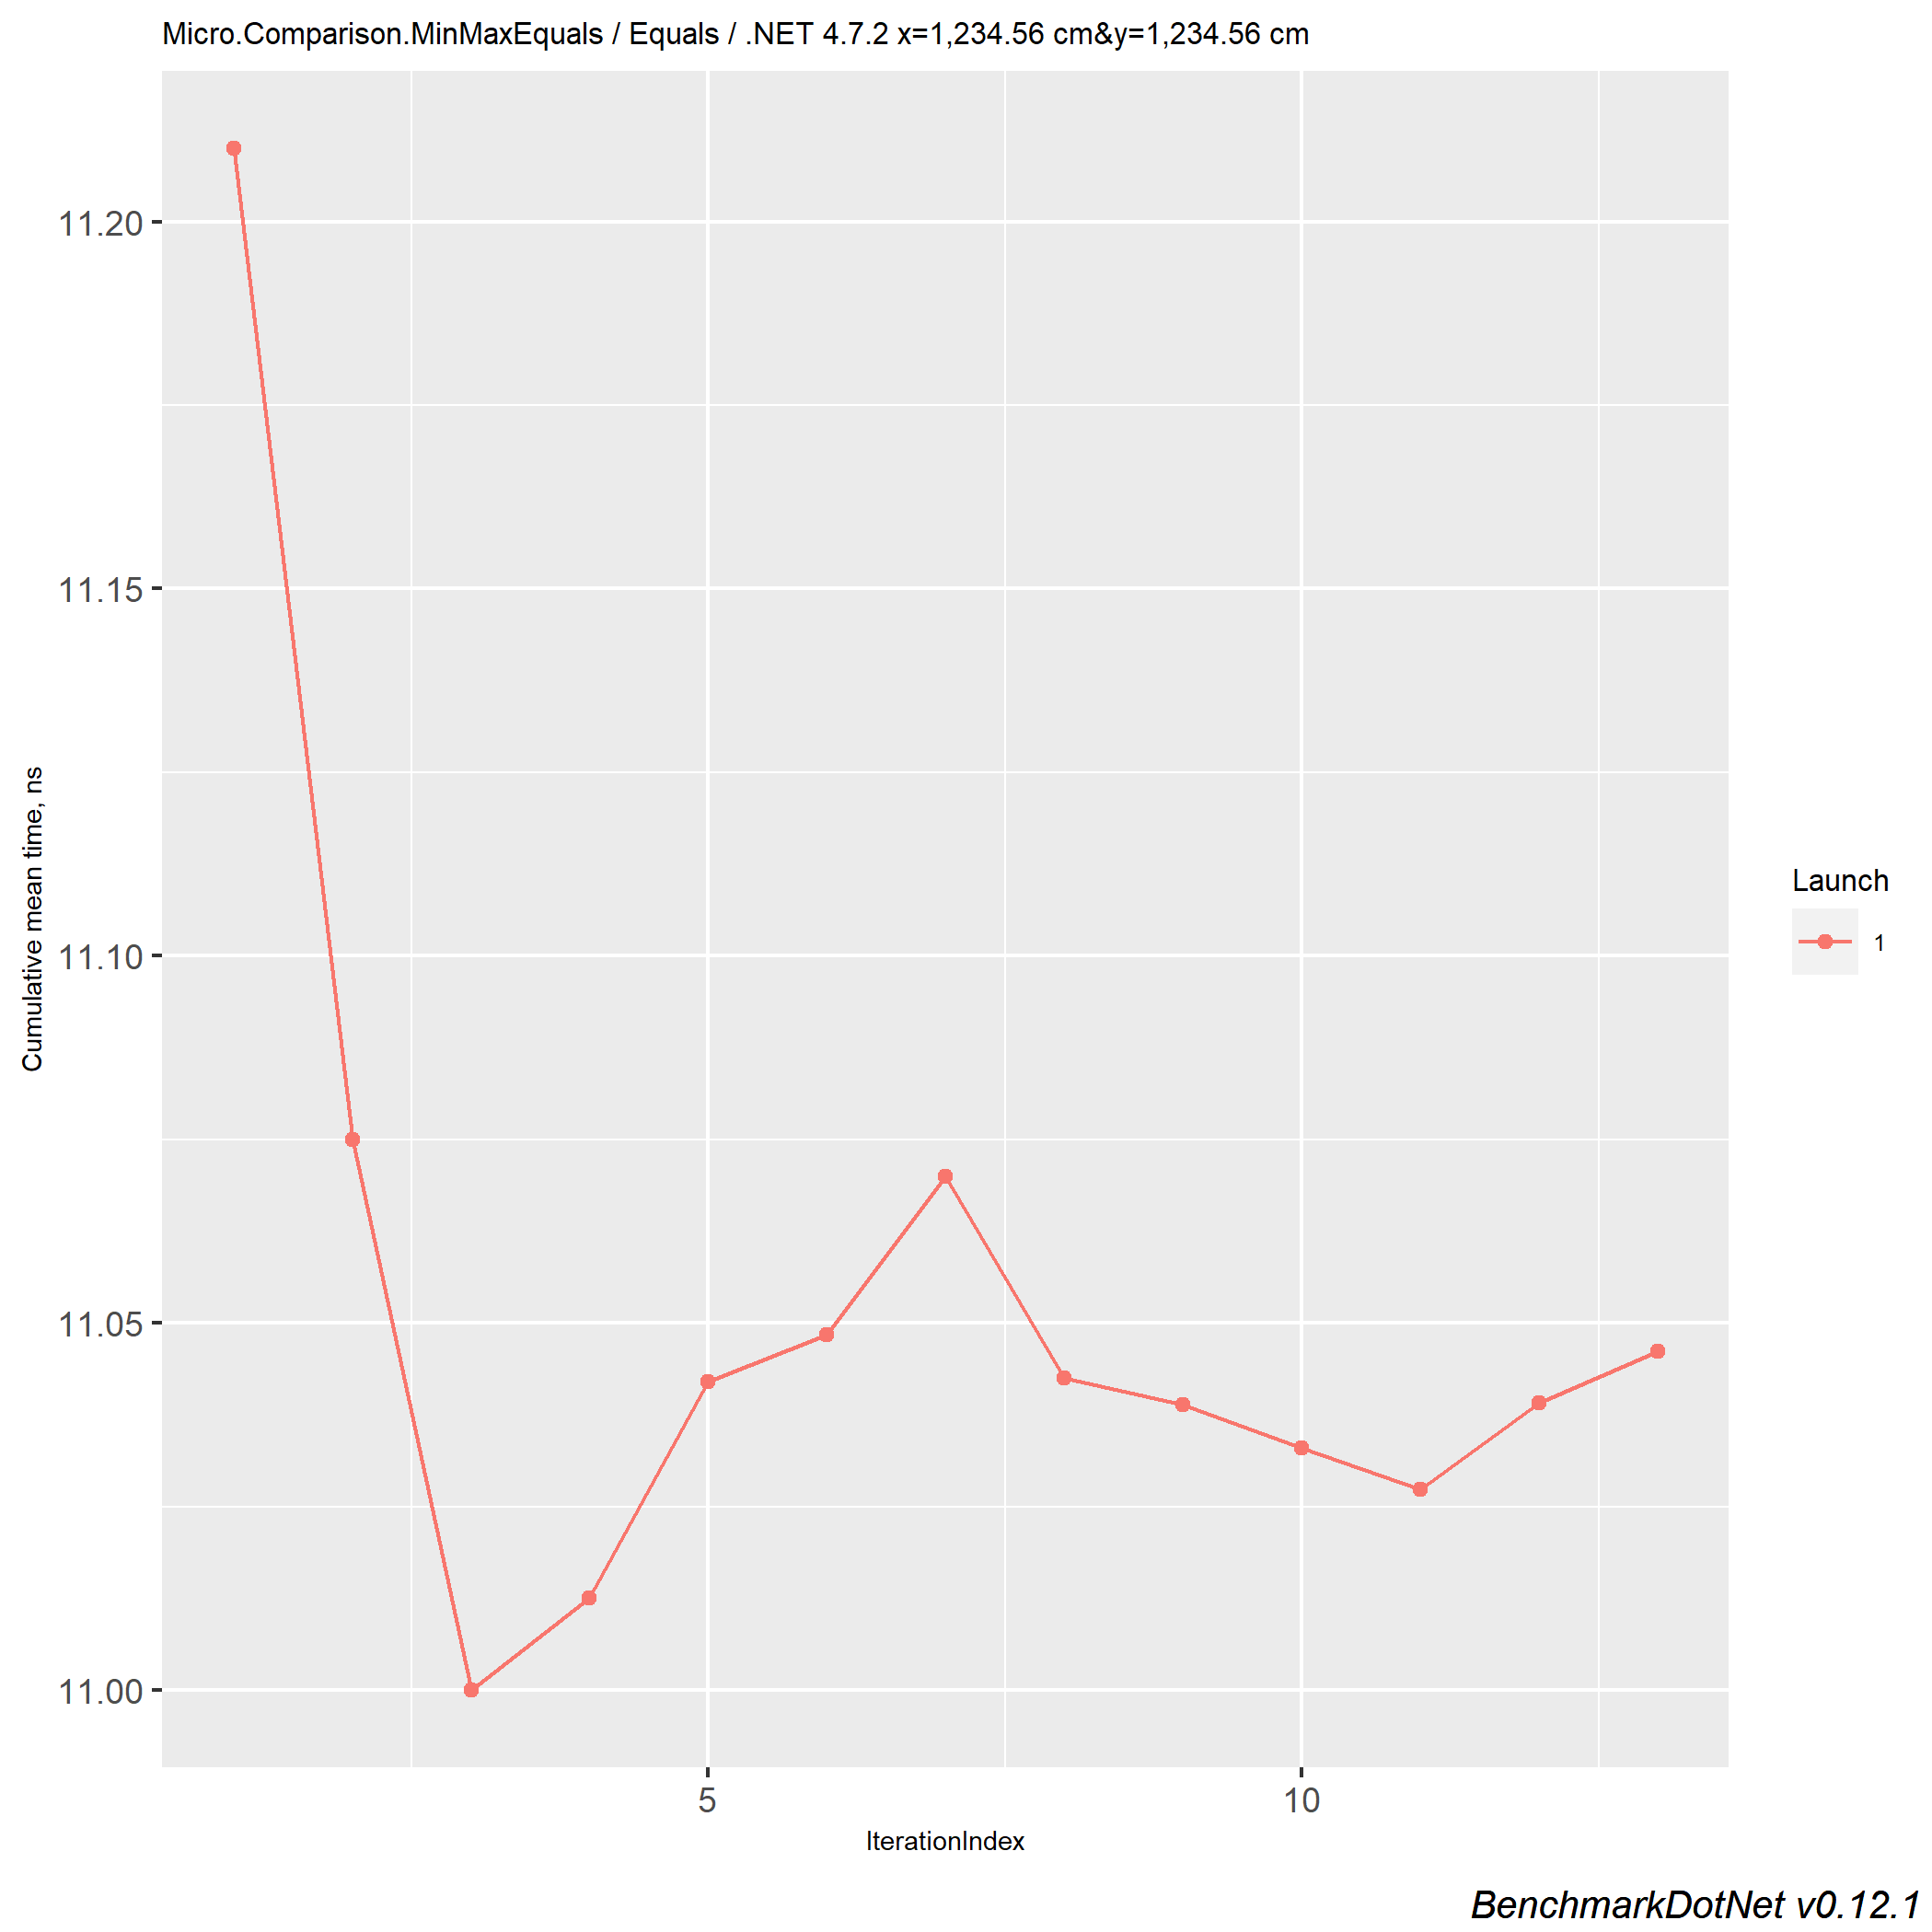 Micro.Comparison.MinMaxEquals / Equals / .NET 4.7.2 x=1,234.56 cm&y=1,234.56 cm
11.20
11.15
11.10
11.05
11.00
Cumulative mean time, ns
5
10
IterationIndex
Launch
1
BenchmarkDotNet v0.12.1